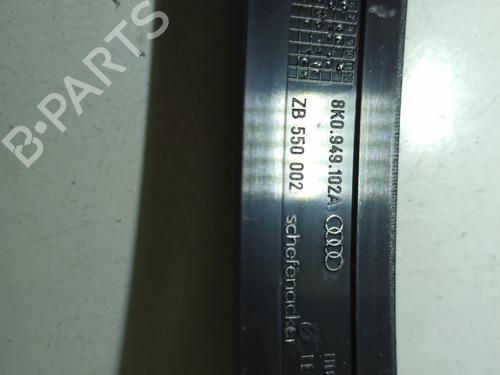 8K0.949.102A
ZB 550 002 schefenacker
B-PARTS